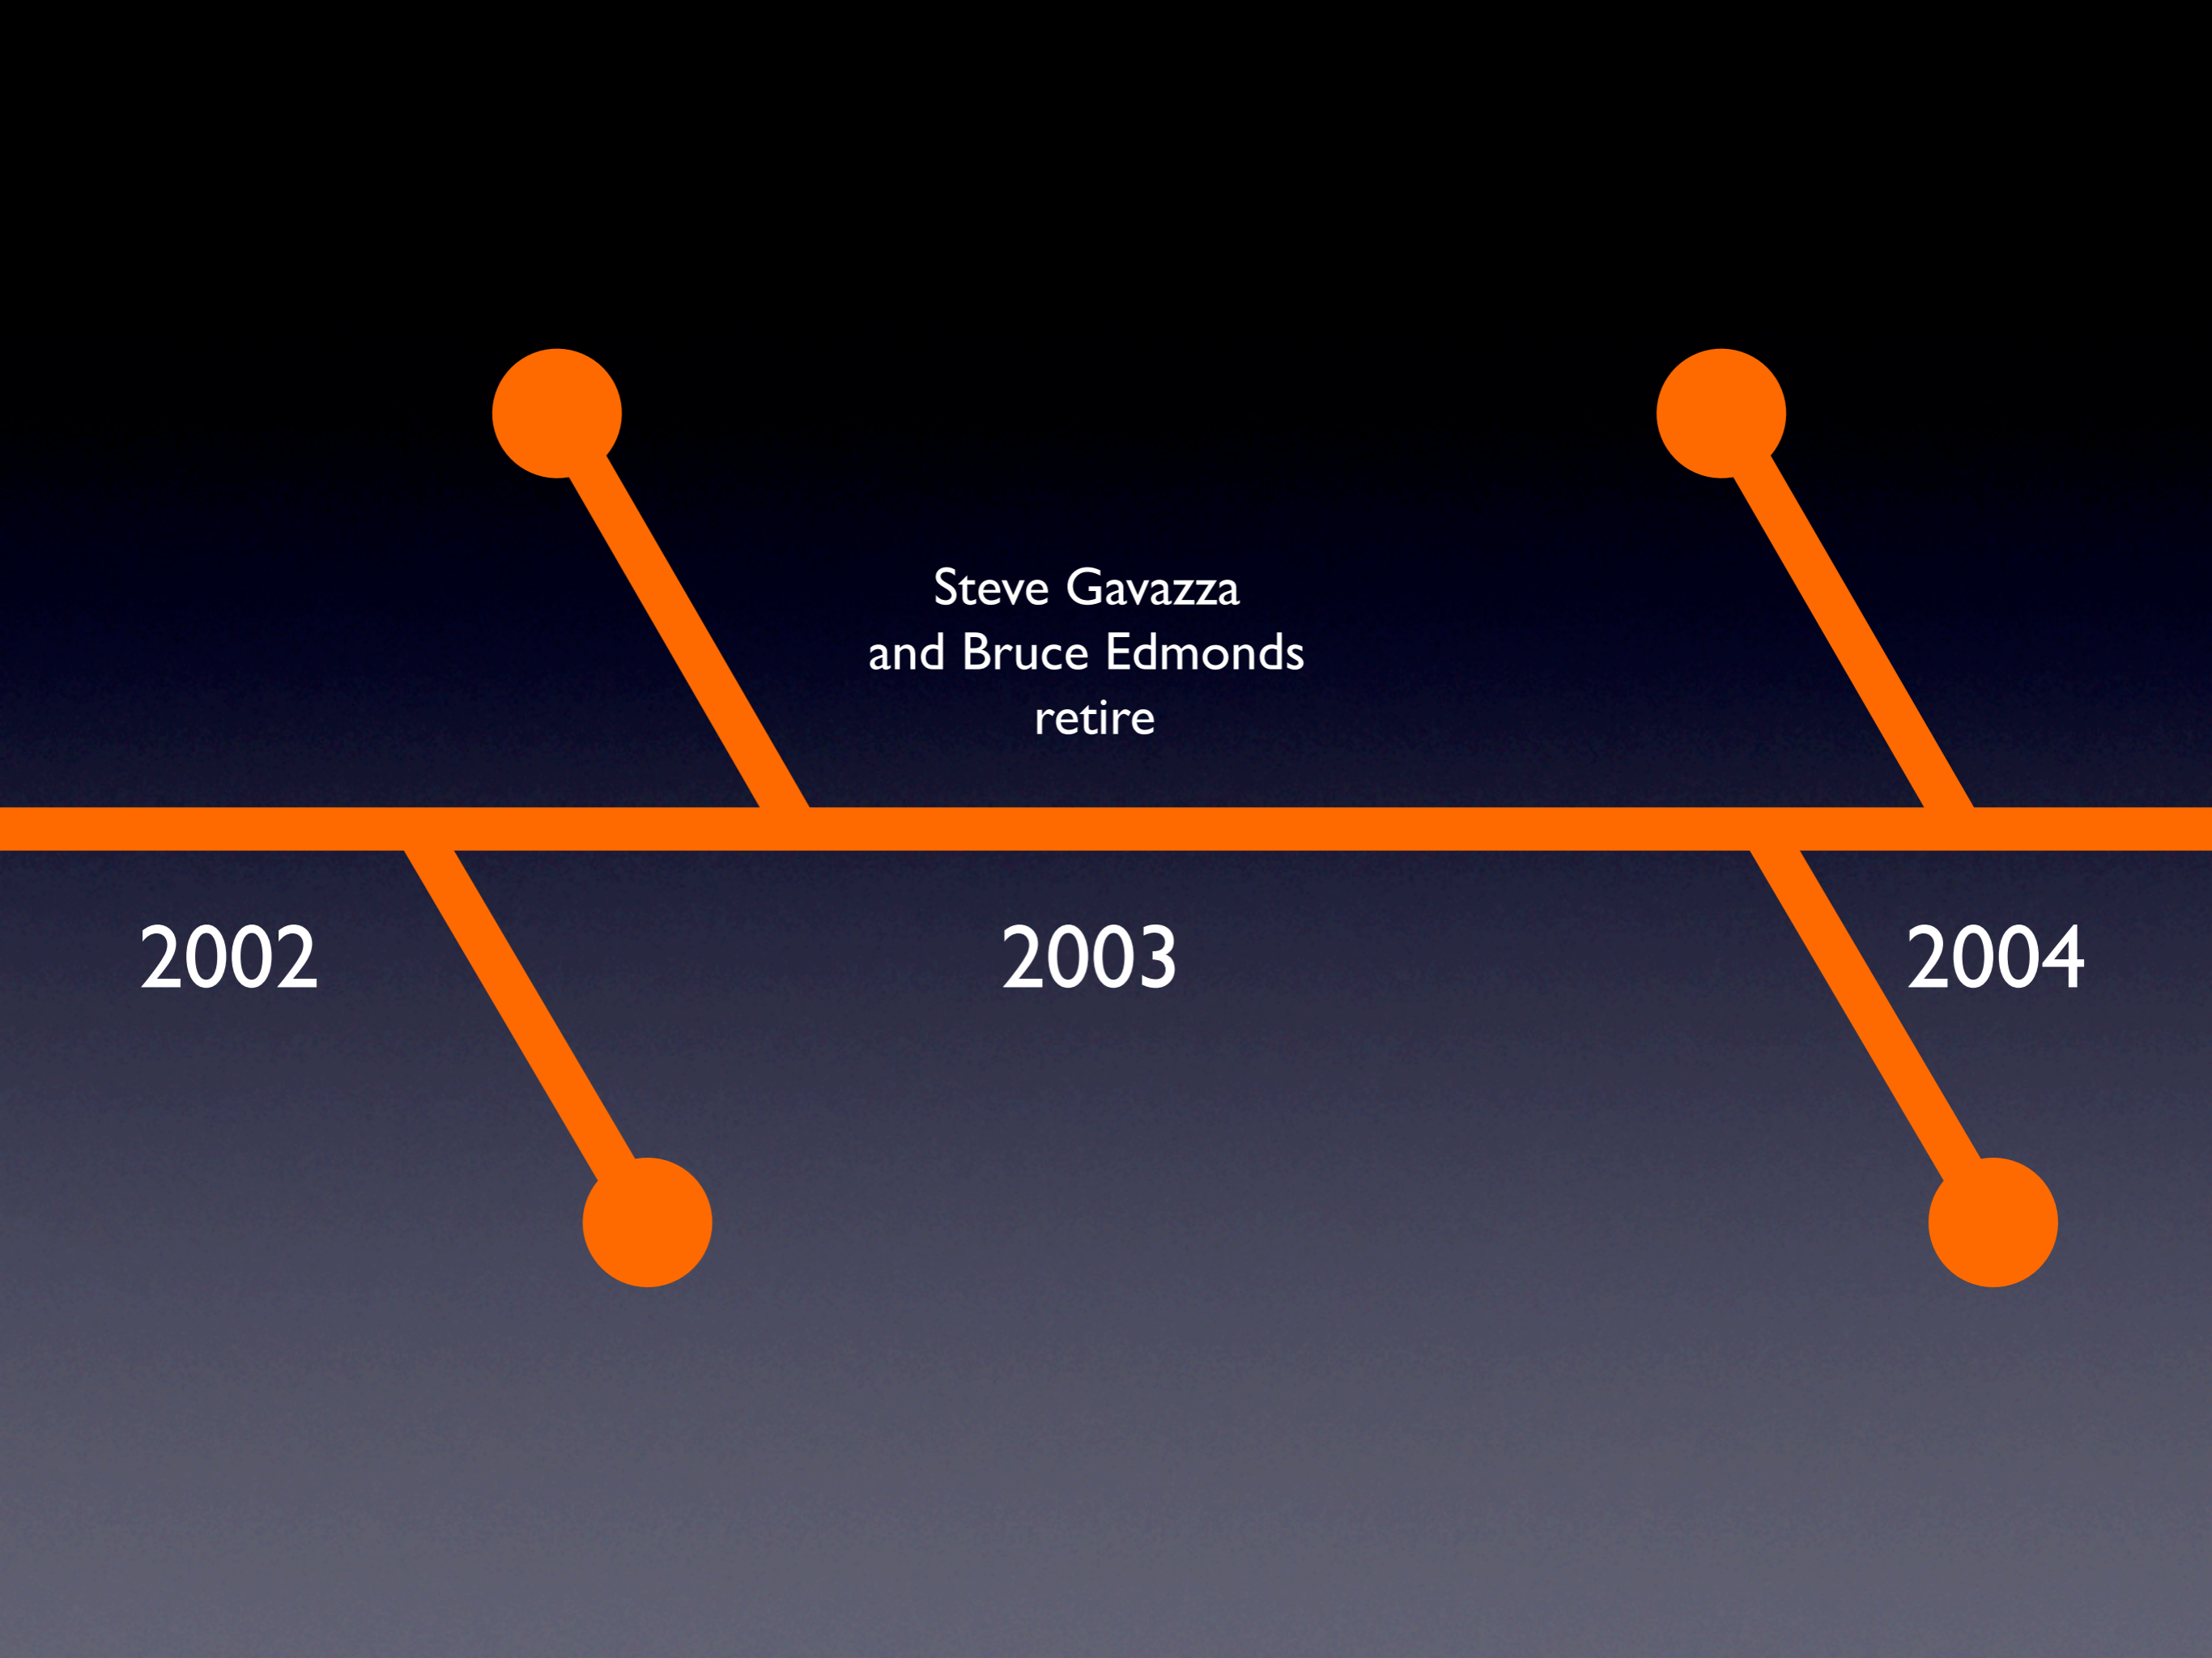 Steve Gavazza
and Bruce Edmonds
retire
2002
2003
2004